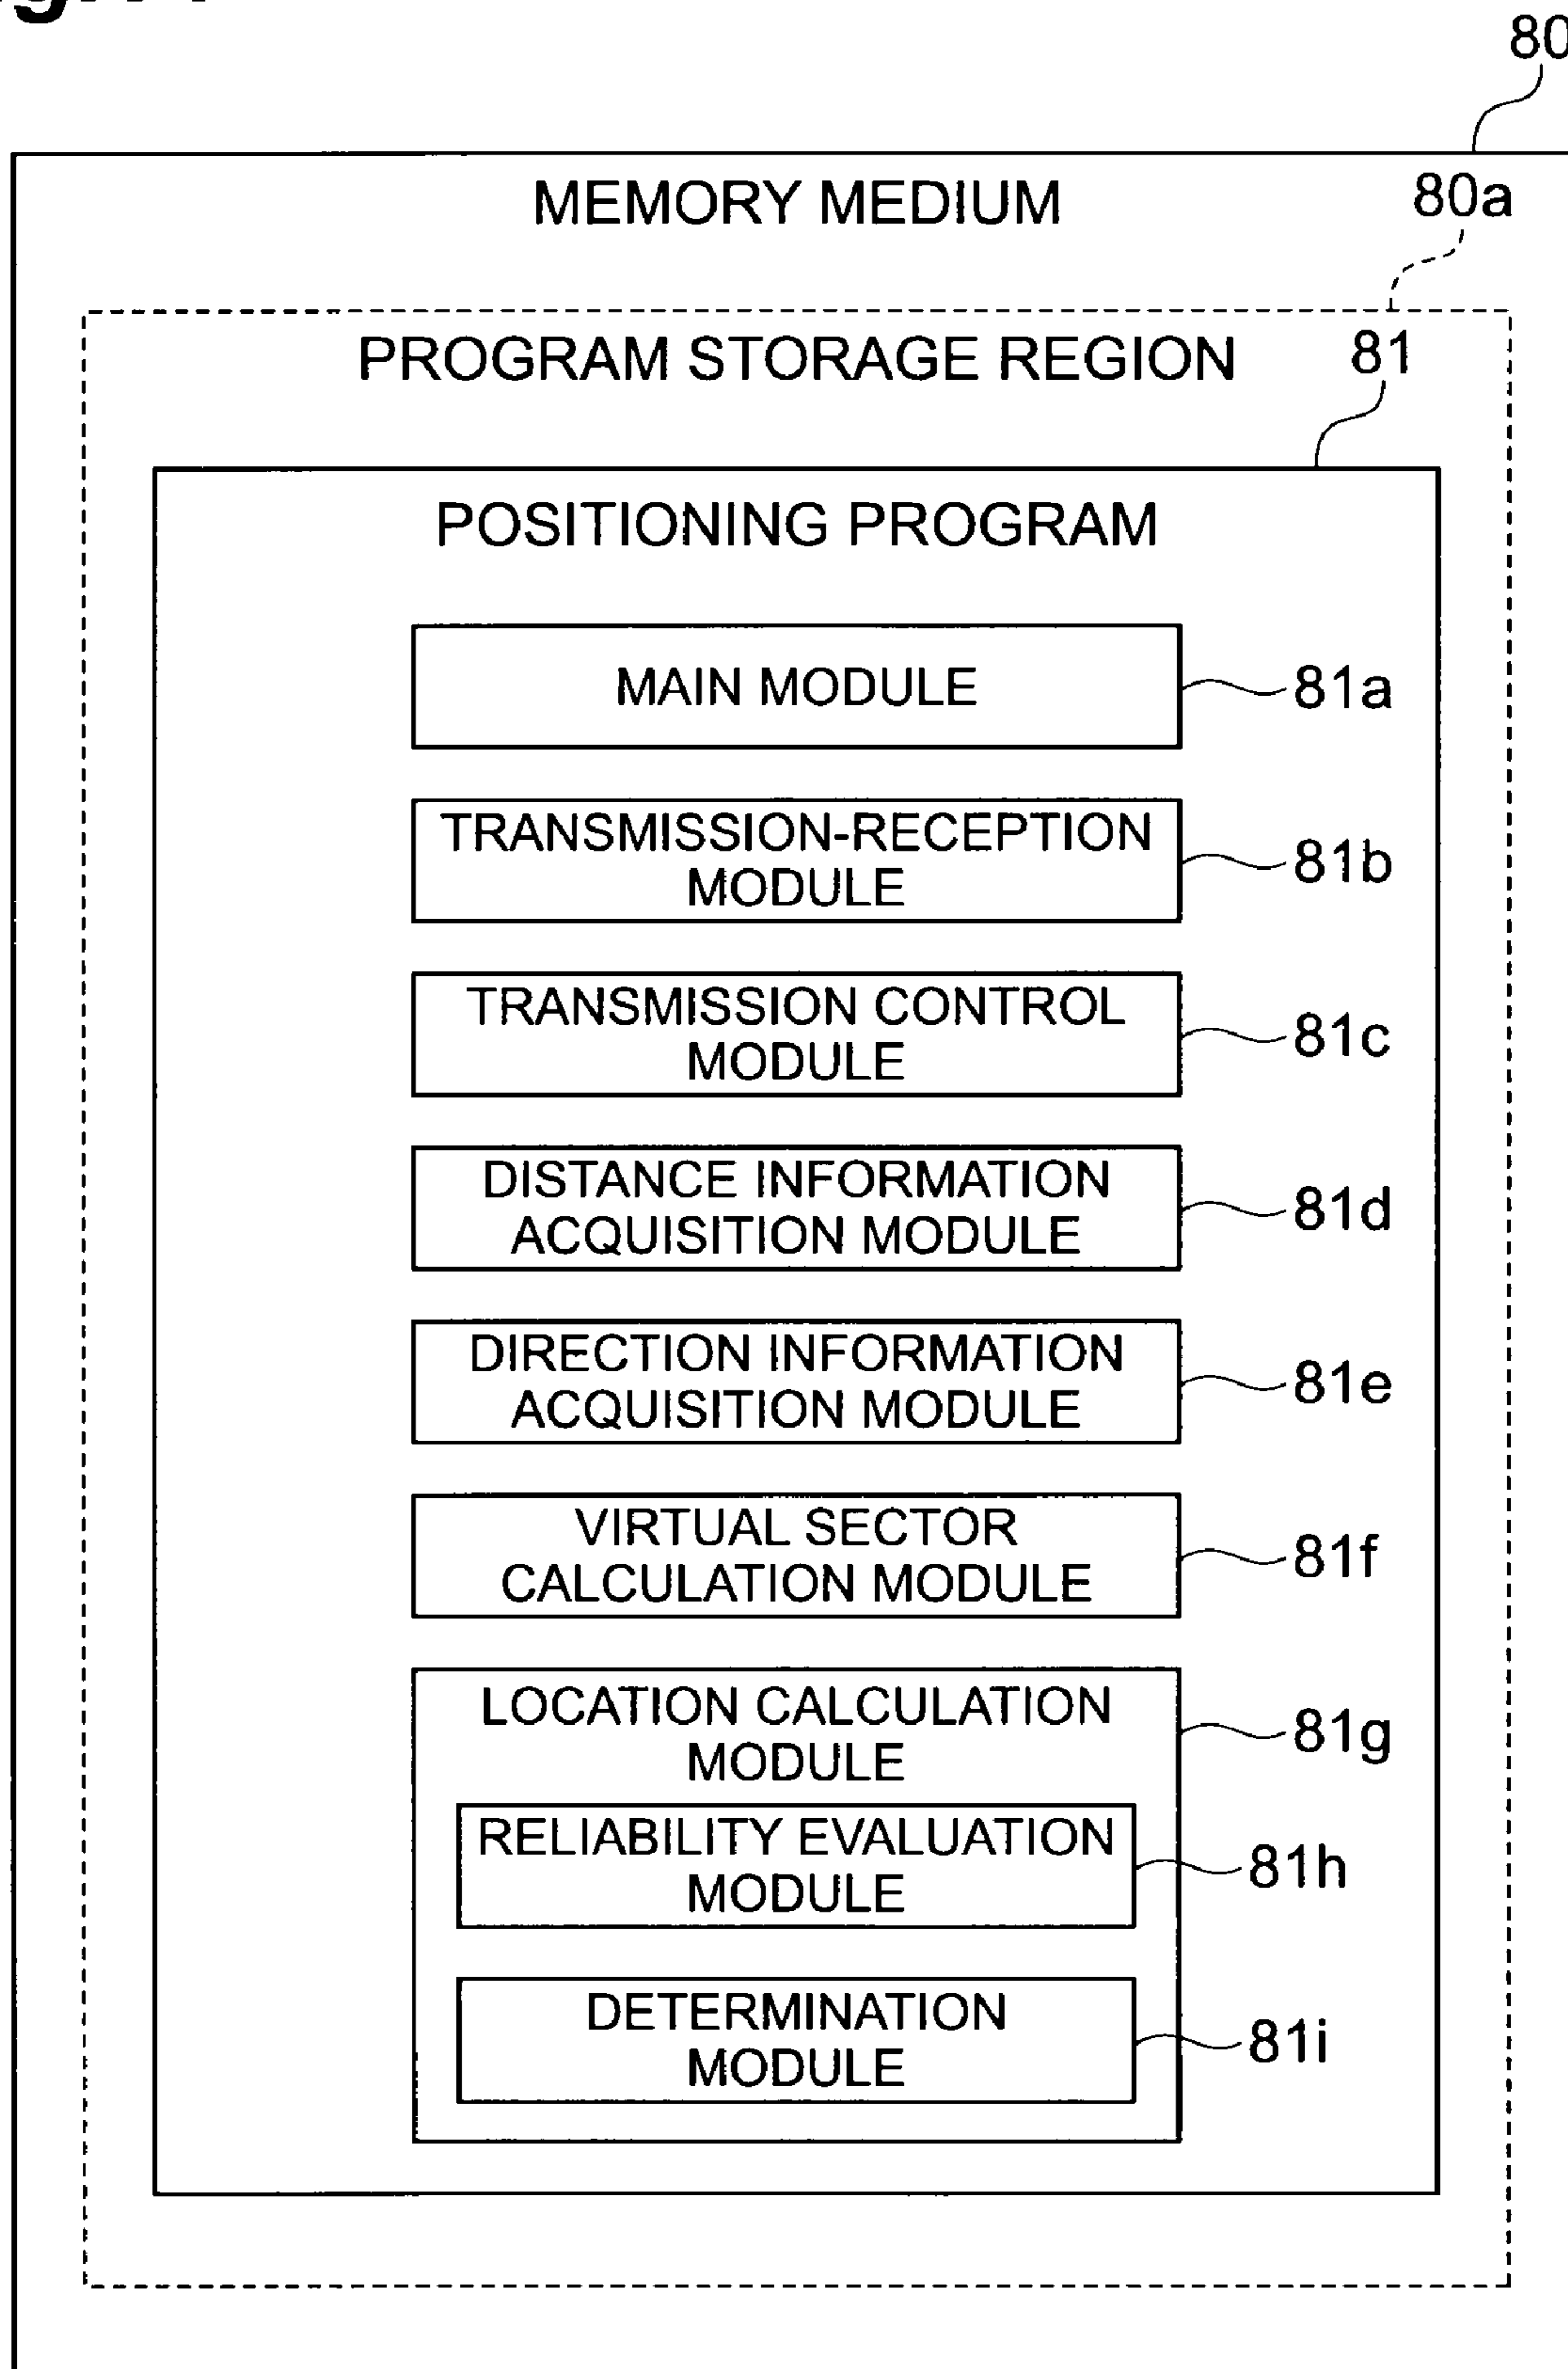 80
MEMORY MEDIUM
80a
PROGRAM STORAGE REGION
81
POSITIONING PROGRAM
MAIN MODULE
81a
TRANSMISSION-RECEPTION
MODULE
81b
TRANSMISSION CONTROL
MODULE
81c
DISTANCE INFORMATION
ACQUISITION MODULE
81d
DIRECTION INFORMATION
ACQUISITION MODULE
81e
VIRTUAL SECTOR
CALCULATION MODULE
81f
LOCATION CALCULATION
MODULE
81g
RELIABILITY EVALUATION
MODULE
81h
DETERMINATION
MODULE
81i